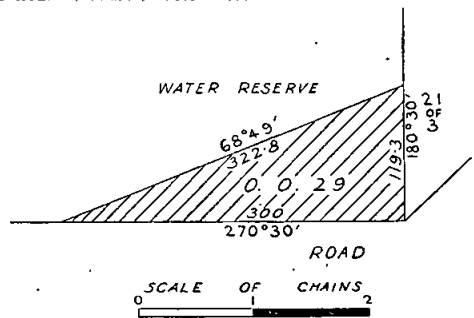 WATER RESERVE
68°49'
322.8
21
OF
3
180°30'
119.3
0. 0. 29
300
270°30'
ROAD
SCALE OF CHAINS
0 1 2